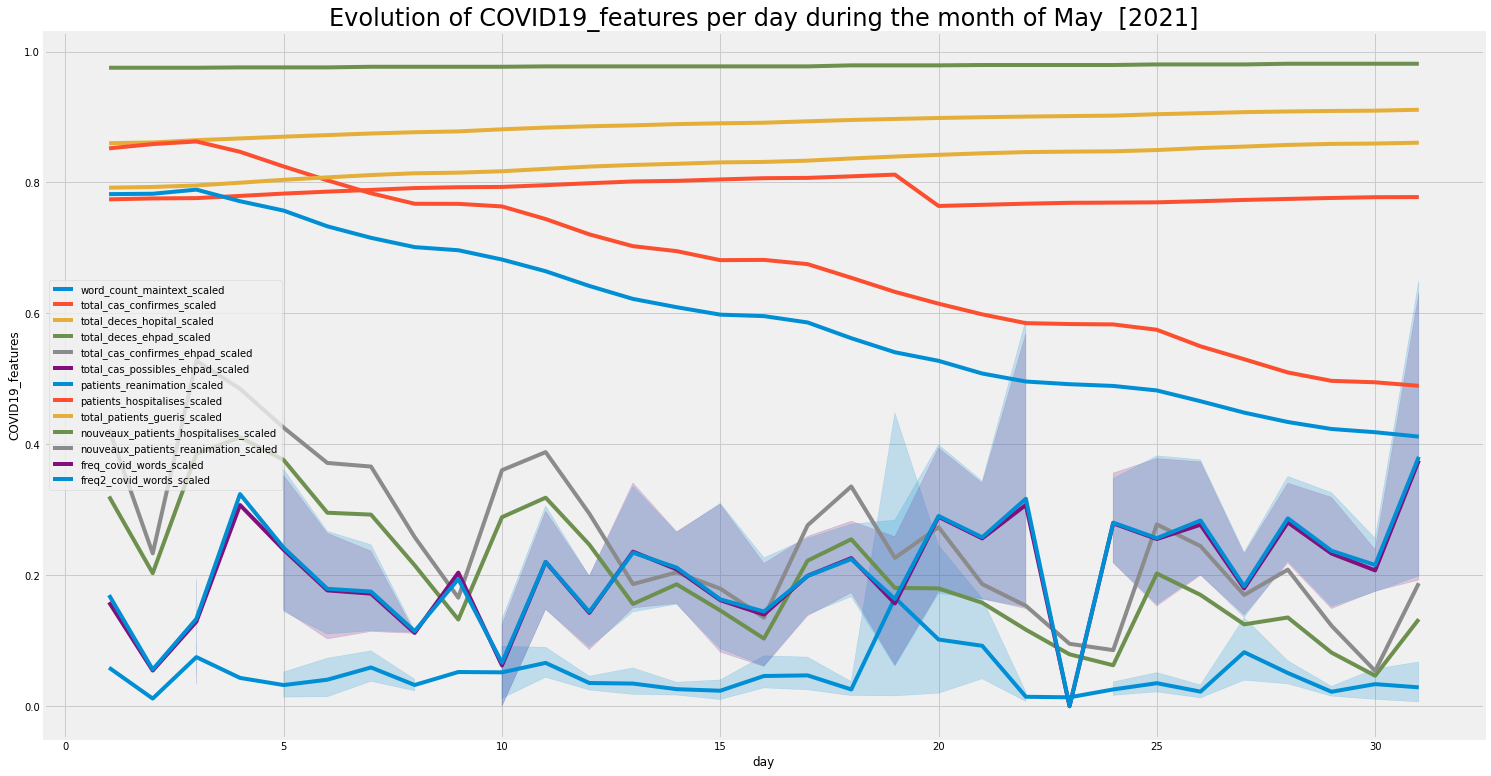 Evolution of COVID19_features per day during the month of May  [2021]
1.0
0.8
0.6
0.4
0.2
0.0
COVID19_features
word_count_maintext_scaled
total_cas_confirmes_scaled
total_deces_hopital_scaled
total_deces_ehpad_scaled
total_cas_confirmes_ehpad_scaled
total_cas_possibles_ehpad_scaled
patients_reanimation_scaled
patients_hospitalises_scaled
total_patients_gueris_scaled
nouveaux_patients_hospitalises_scaled
nouveaux_patients_reanimation_scaled
freq_covid_words_scaled
freq2_covid_words_scaled
0 5 10 15 20 25 30
day